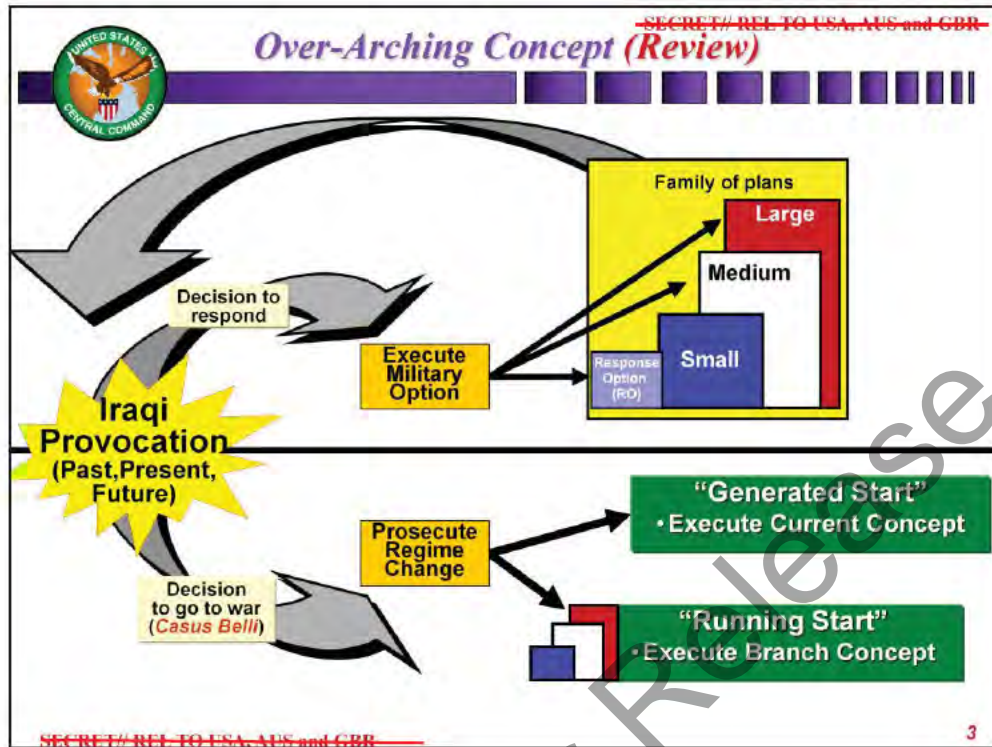 SECRET// REL TO USA, AUS and GBR
Over-Arching Concept (Review)
UNITED STATES
CENTRAL COMMAND
Family of plans
Large
Medium
Small
Response
Option
(RO)
Decision to
respond
Execute
Military
Option
Iraqi
Provocation
(Past,Present,
Future)
"Generated Start"
• Execute Current Concept
Prosecute
Regime
Change
Decision
to go to war
(Casus Belli)
"Running Start"
• Execute Branch Concept
Release
SECRET// REL TO USA, AUS and GBR
3